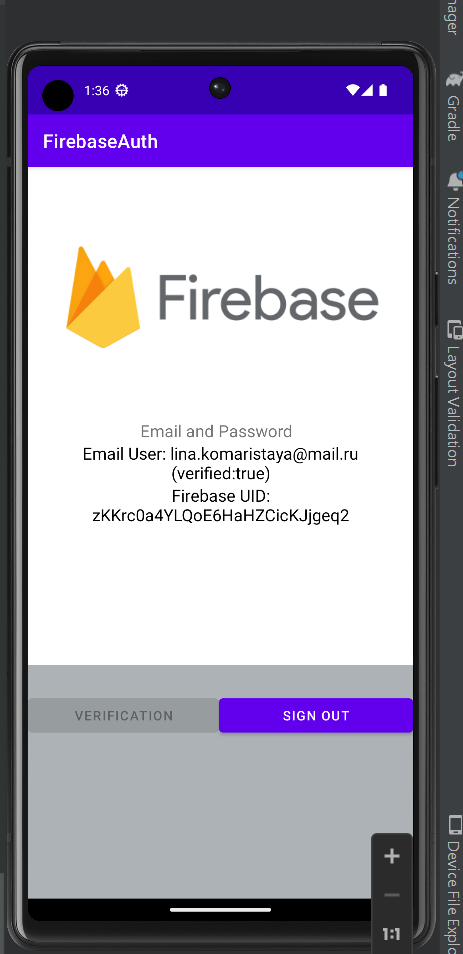 nager
Gradle
Notifications
Layout Validation
Device File Explo
1:36
FirebaseAuth
Firebase
Email and Password
Email User: lina.komaristaya@mail.ru
(verified:true)
Firebase UID:
zKKrc0a4YLQoE6HaHZCicKJjgeq2
VERIFICATION
SIGN OUT
1:1